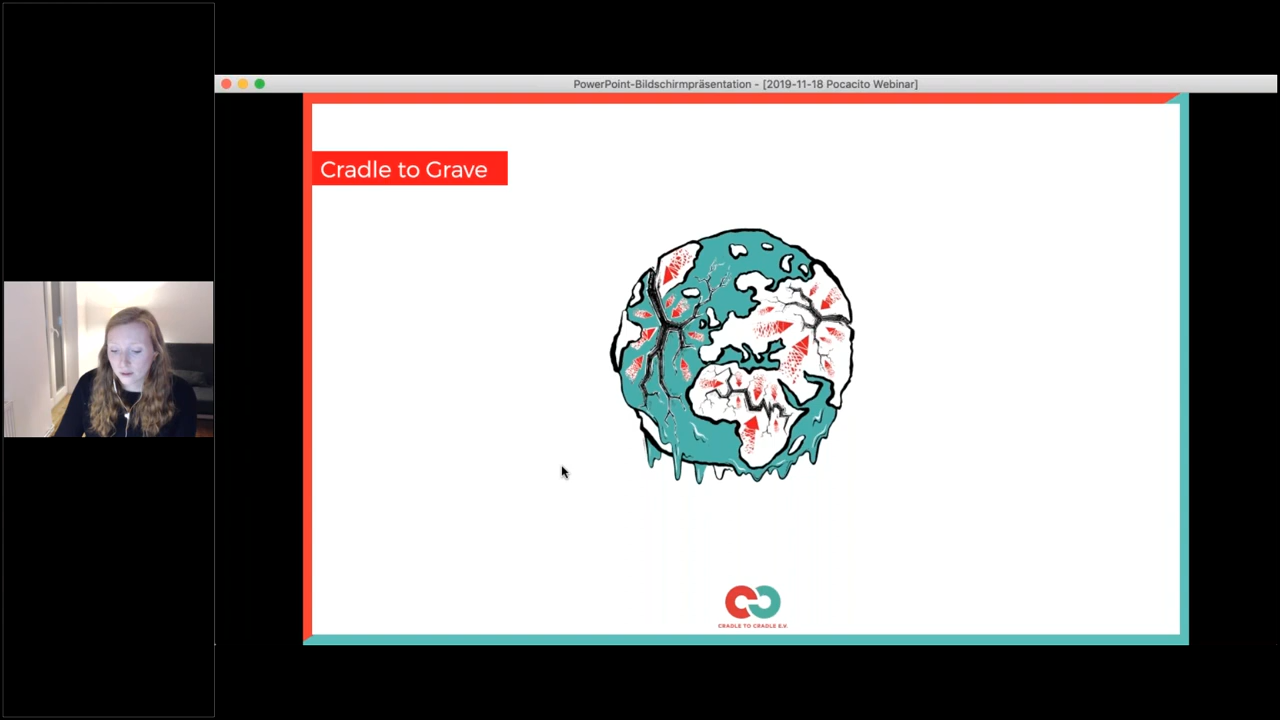 PowerPoint-Bildschirmpräsentation - [2019-11-18 Pocacito Webinar]
Cradle to Grave
CRADLE TO CRADLE E.V.